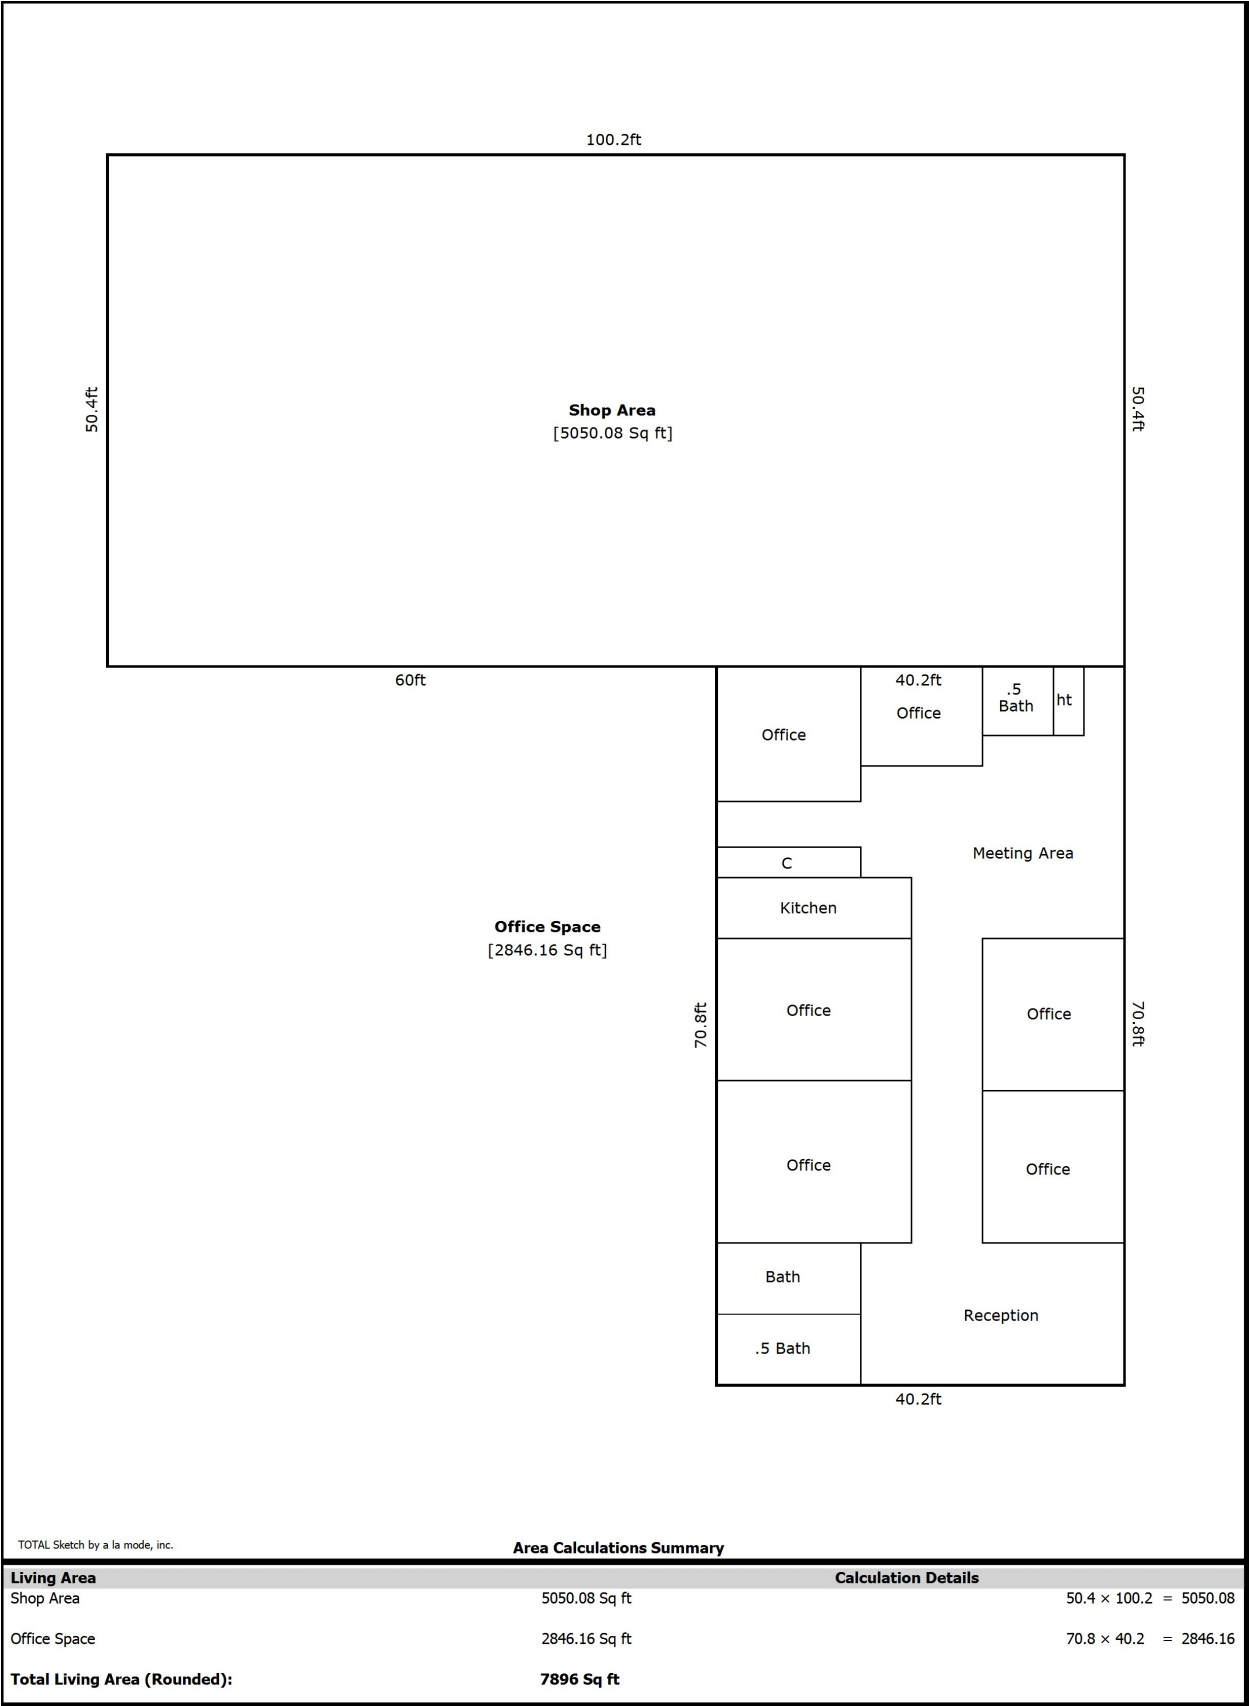 100.2ft
50.4ft
50.4ft
Shop Area
[5050.08 Sq ft]
60ft
40.2ft
.5
Bath
ht
Office
Office
Meeting Area
C
Kitchen
Office Space
[2846.16 Sq ft]
70.8ft
70.8ft
Office
Office
Office
Office
Bath
Reception
.5 Bath
40.2ft
TOTAL Sketch by a la mode, inc.
Area Calculations Summary
Living Area Calculation Details
Shop Area 5050.08 Sq ft 50.4 × 100.2 = 5050.08
Office Space 2846.16 Sq ft 70.8 × 40.2 = 2846.16
Total Living Area (Rounded): 7896 Sq ft